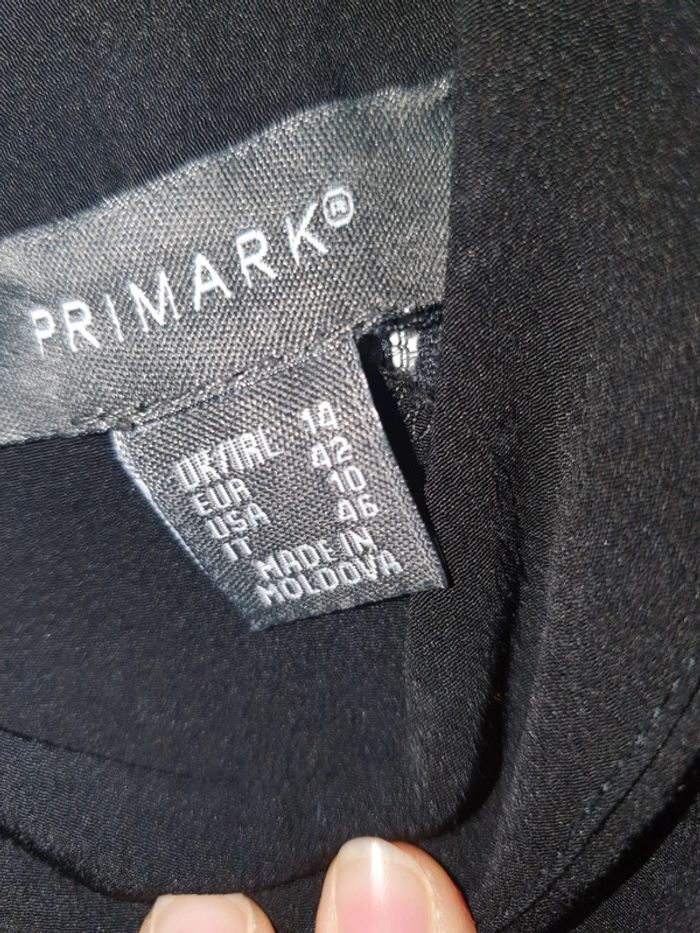 PRIMARK®
UK/IRL 14
EUR 42
USA 10
IT 46
MADE IN
MOLDOVA